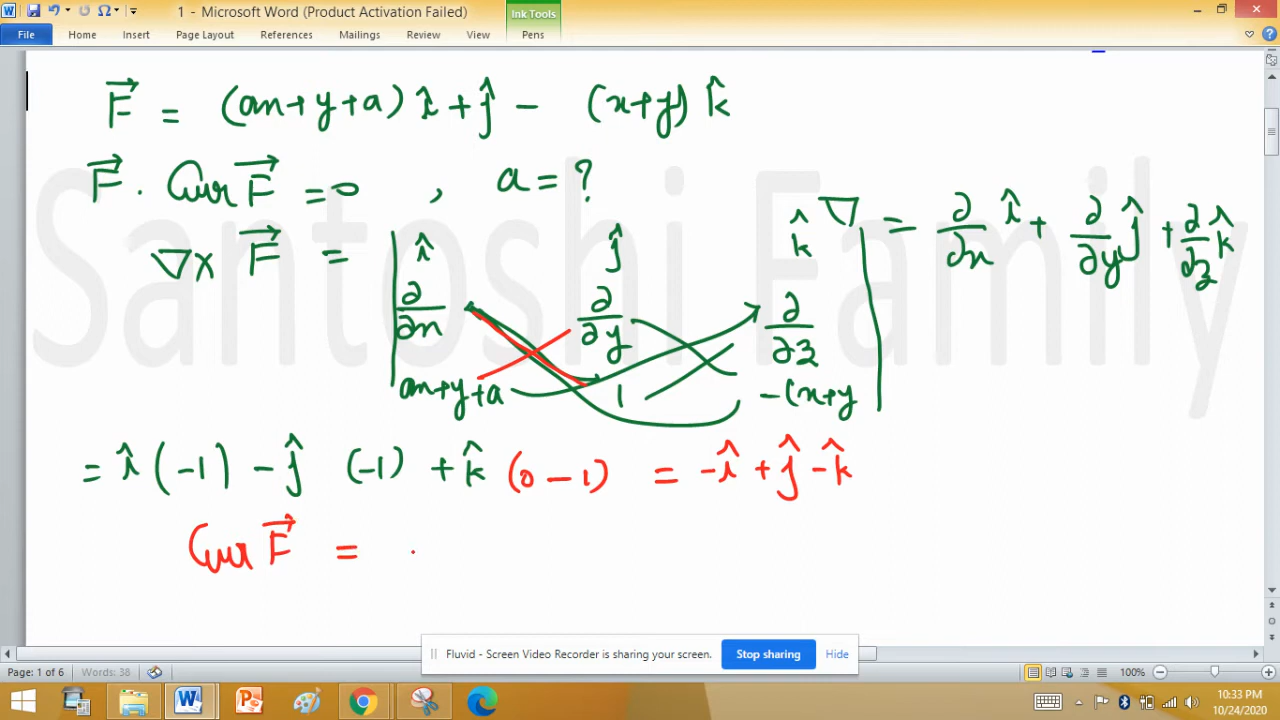 1 - Microsoft Word (Product Activation Failed)
Ink Tools
File Home Insert Page Layout References Mailings Review View Pens
F⃗ = (ax+y+a) î + ĵ - (x+y) k̂
F⃗ . Curl F⃗ = 0 , a = ?
∇ = ∂/∂x î + ∂/∂y ĵ + ∂/∂z k̂
∇× F⃗ = | î ĵ k̂ |
∂/∂x ∂/∂y ∂/∂z
ax+y+a 1 -(x+y
= î (-1) - ĵ (-1) + k̂ (0 - 1) = -î + ĵ - k̂
Curl F⃗ =
Santoshi Family
Fluvid - Screen Video Recorder is sharing your screen. Stop sharing Hide
Page: 1 of 6 Words: 38 100%
10:33 PM
10/24/2020